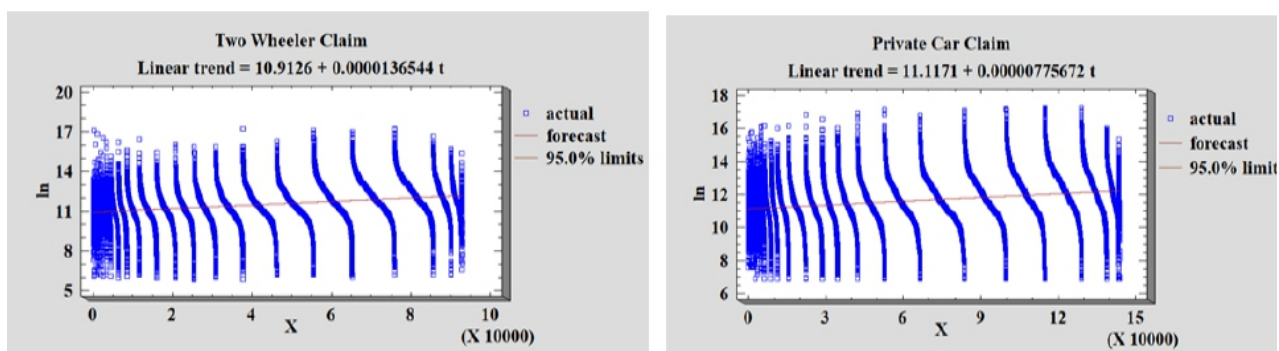 Two Wheeler Claim
Linear trend = 10.9126 + 0.0000136544 t
20
17
14
11
8
5
ln
0 2 4 6 8 10
X
(X 10000)
actual
forecast
95.0% limits
Private Car Claim
Linear trend = 11.1171 + 0.00000775672 t
18
16
14
12
10
8
6
ln
0 3 6 9 12 15
X
(X 10000)
actual
forecast
95.0% limits